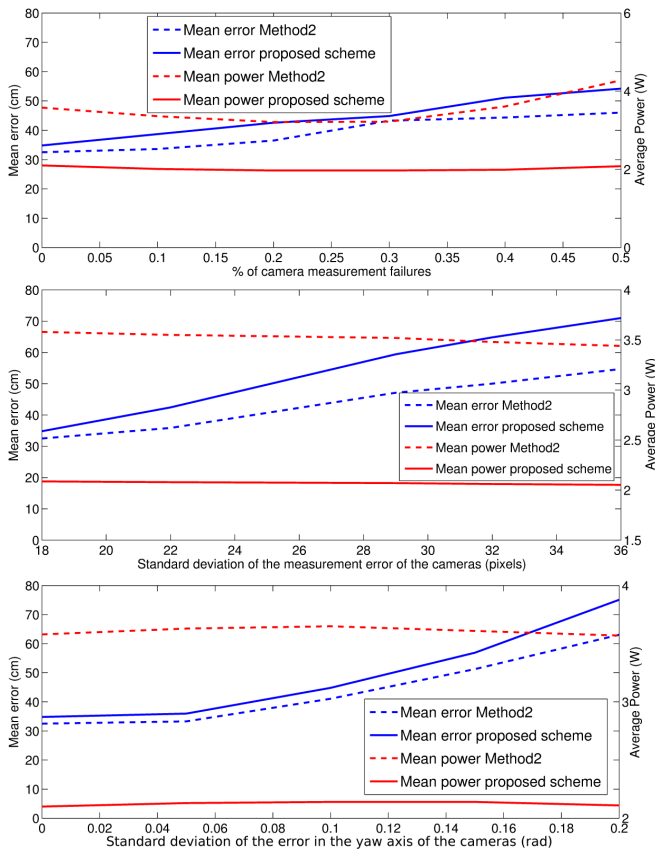 80
70
60
50
40
30
20
10
0
Mean error (cm)
Mean error Method2
Mean error proposed scheme
Mean power Method2
Mean power proposed scheme
6
4
2
0
Average Power (W)
0 0.05 0.1 0.15 0.2 0.25 0.3 0.35 0.4 0.45 0.5
% of camera measurement failures
80
70
60
50
40
30
20
10
0
Mean error (cm)
Mean error Method2
Mean error proposed scheme
Mean power Method2
Mean power proposed scheme
4
3.5
3
2.5
2
1.5
Average Power (W)
18 20 22 24 26 28 30 32 34 36
Standard deviation of the measurement error of the cameras (pixels)
80
70
60
50
40
30
20
10
0
Mean error (cm)
Mean error Method2
Mean error proposed scheme
Mean power Method2
Mean power proposed scheme
4
3
2
Average Power (W)
0 0.02 0.04 0.06 0.08 0.1 0.12 0.14 0.16 0.18 0.2
Standard deviation of the error in the yaw axis of the cameras (rad)